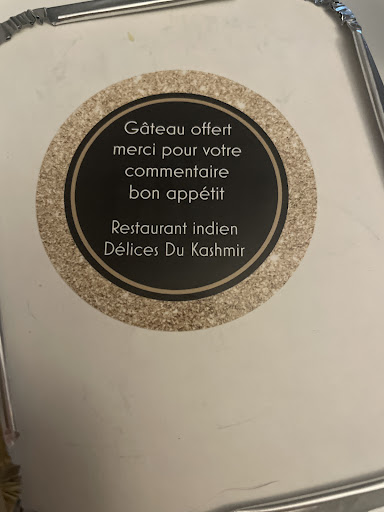 Gâteau offert
merci pour votre
commentaire
bon appétit
Restaurant indien
Délices Du Kashmir